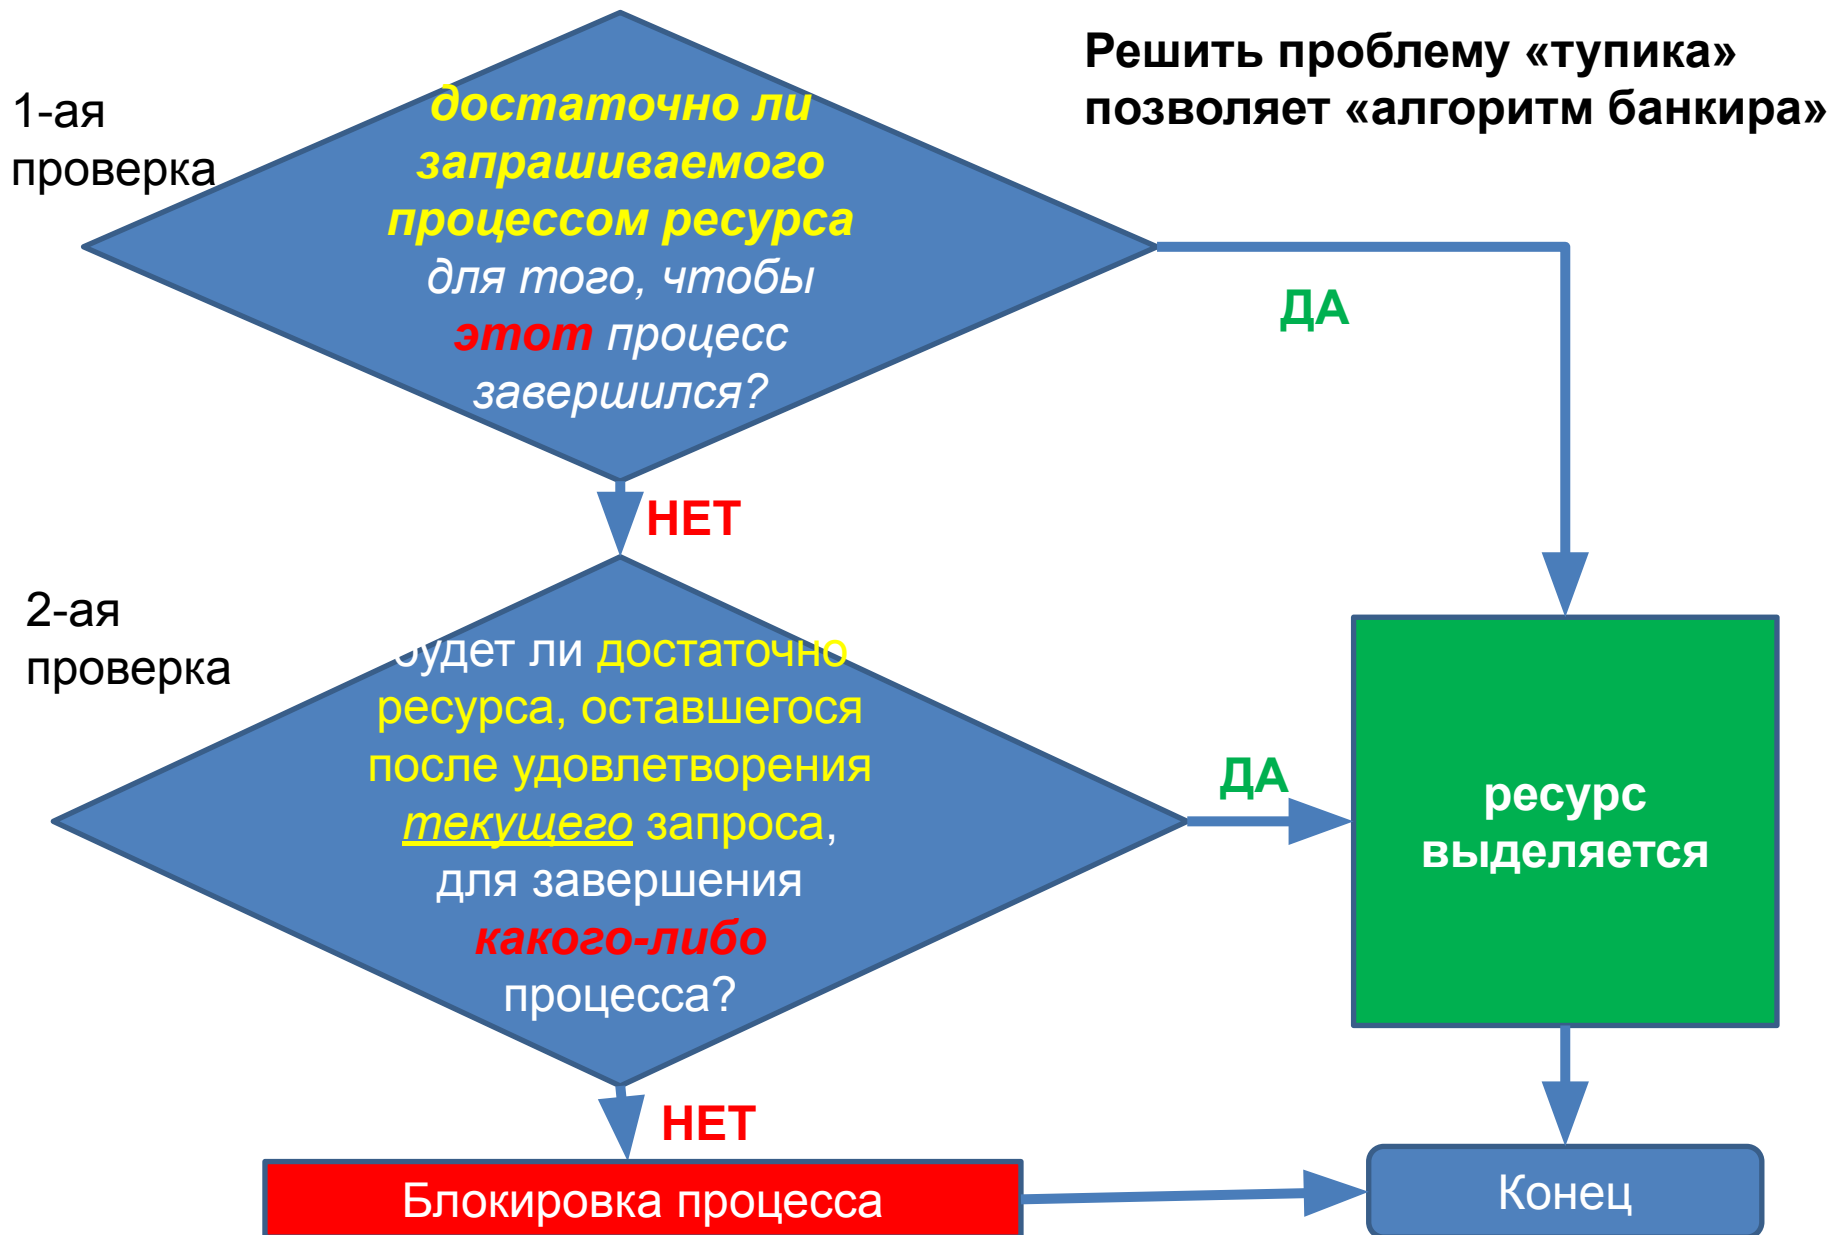 Решить проблему «тупика»
позволяет «алгоритм банкира»
1-ая
проверка
достаточно ли
запрашиваемого
процессом ресурса
для того, чтобы
этот процесс
завершился?
ДА
НЕТ
2-ая
проверка
будет ли достаточно
ресурса, оставшегося
после удовлетворения
текущего запроса,
для завершения
какого-либо
процесса?
ДА
ресурс
выделяется
НЕТ
Блокировка процесса
Конец